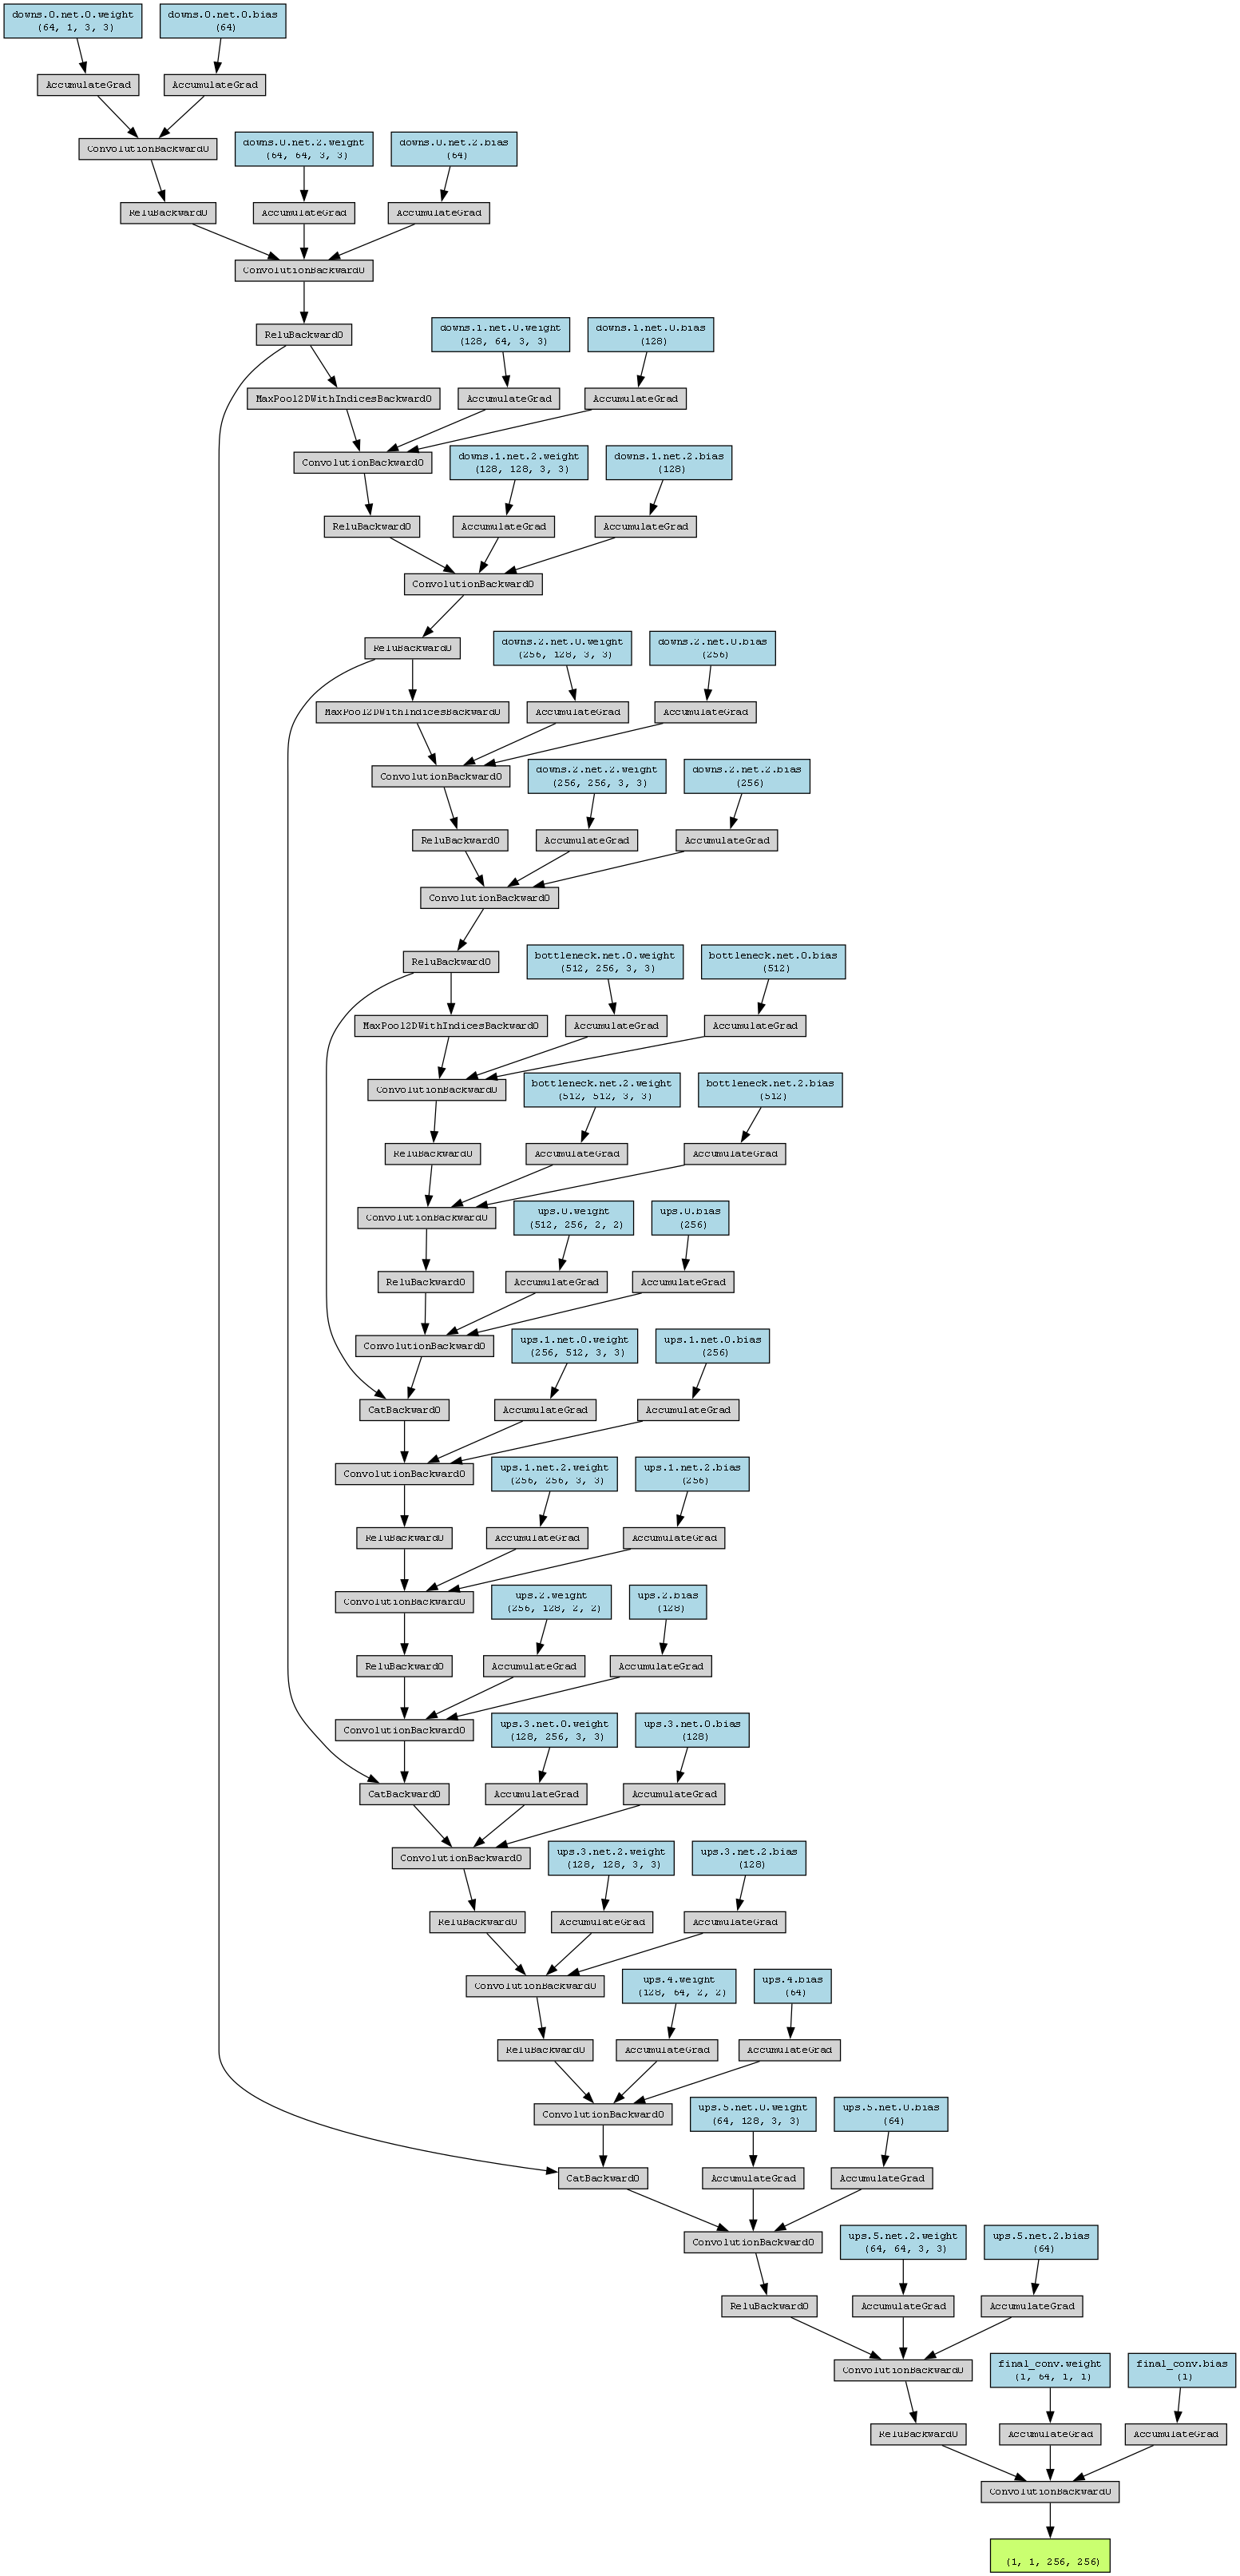 downs.0.net.0.weight
(64, 1, 3, 3)
downs.0.net.0.bias
(64)
AccumulateGrad
AccumulateGrad
ConvolutionBackward0
downs.0.net.2.weight
(64, 64, 3, 3)
downs.0.net.2.bias
(64)
ReluBackward0
AccumulateGrad
AccumulateGrad
ConvolutionBackward0
ReluBackward0
downs.1.net.0.weight
(128, 64, 3, 3)
downs.1.net.0.bias
(128)
MaxPool2DWithIndicesBackward0
AccumulateGrad
AccumulateGrad
ConvolutionBackward0
downs.1.net.2.weight
(128, 128, 3, 3)
downs.1.net.2.bias
(128)
ReluBackward0
AccumulateGrad
AccumulateGrad
ConvolutionBackward0
ReluBackward0
downs.2.net.0.weight
(256, 128, 3, 3)
downs.2.net.0.bias
(256)
MaxPool2DWithIndicesBackward0
AccumulateGrad
AccumulateGrad
ConvolutionBackward0
downs.2.net.2.weight
(256, 256, 3, 3)
downs.2.net.2.bias
(256)
ReluBackward0
AccumulateGrad
AccumulateGrad
ConvolutionBackward0
ReluBackward0
bottleneck.net.0.weight
(512, 256, 3, 3)
bottleneck.net.0.bias
(512)
MaxPool2DWithIndicesBackward0
AccumulateGrad
AccumulateGrad
ConvolutionBackward0
bottleneck.net.2.weight
(512, 512, 3, 3)
bottleneck.net.2.bias
(512)
ReluBackward0
AccumulateGrad
AccumulateGrad
ConvolutionBackward0
ups.0.weight
(512, 256, 2, 2)
ups.0.bias
(256)
ReluBackward0
AccumulateGrad
AccumulateGrad
ConvolutionBackward0
ups.1.net.0.weight
(256, 512, 3, 3)
ups.1.net.0.bias
(256)
CatBackward0
AccumulateGrad
AccumulateGrad
ConvolutionBackward0
ups.1.net.2.weight
(256, 256, 3, 3)
ups.1.net.2.bias
(256)
ReluBackward0
AccumulateGrad
AccumulateGrad
ConvolutionBackward0
ups.2.weight
(256, 128, 2, 2)
ups.2.bias
(128)
ReluBackward0
AccumulateGrad
AccumulateGrad
ConvolutionBackward0
ups.3.net.0.weight
(128, 256, 3, 3)
ups.3.net.0.bias
(128)
CatBackward0
AccumulateGrad
AccumulateGrad
ConvolutionBackward0
ups.3.net.2.weight
(128, 128, 3, 3)
ups.3.net.2.bias
(128)
ReluBackward0
AccumulateGrad
AccumulateGrad
ConvolutionBackward0
ups.4.weight
(128, 64, 2, 2)
ups.4.bias
(64)
ReluBackward0
AccumulateGrad
AccumulateGrad
ConvolutionBackward0
ups.5.net.0.weight
(64, 128, 3, 3)
ups.5.net.0.bias
(64)
CatBackward0
AccumulateGrad
AccumulateGrad
ConvolutionBackward0
ups.5.net.2.weight
(64, 64, 3, 3)
ups.5.net.2.bias
(64)
ReluBackward0
AccumulateGrad
AccumulateGrad
ConvolutionBackward0
final_conv.weight
(1, 64, 1, 1)
final_conv.bias
(1)
ReluBackward0
AccumulateGrad
AccumulateGrad
ConvolutionBackward0
(1, 1, 256, 256)